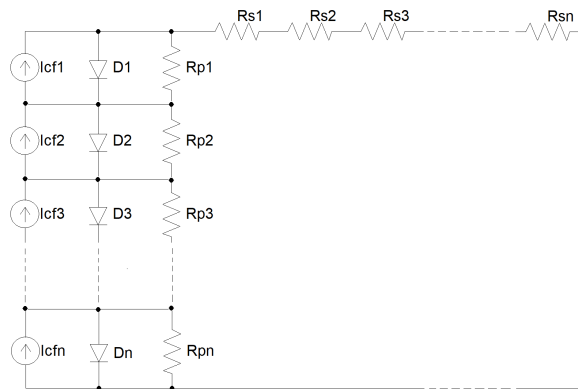 Rs1 Rs2 Rs3 Rsn
Icf1 D1 Rp1
Icf2 D2 Rp2
Icf3 D3 Rp3
Icfn Dn Rpn